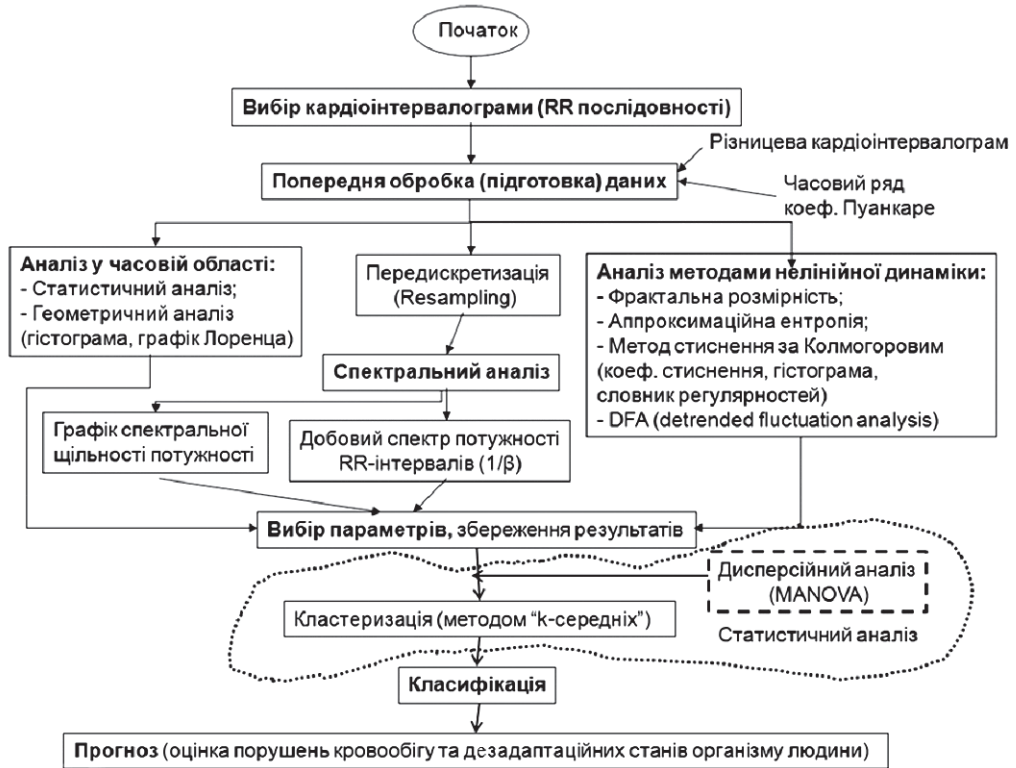 Початок
Вибір кардіоінтервалограми (RR послідовності)
Різницева кардіоінтервалограм
Попередня обробка (підготовка) даних
Часовий ряд
коеф. Пуанкаре
Аналіз у часовій області:
- Статистичний аналіз;
- Геометричний аналіз
(гістограма, графік Лоренца)
Передискретизація
(Resampling)
Спектральний аналіз
Аналіз методами нелінійної динаміки:
- Фрактальна розмірність;
- Аппроксимаційна ентропія;
- Метод стиснення за Колмогоровим
(коеф. стиснення, гістограма,
словник регулярностей)
- DFA (detrended fluctuation analysis)
Графік спектральної
щільності потужності
Добовий спектр потужності
RR-інтервалів (1/β)
Вибір параметрів, збереження результатів
Дисперсійний аналіз
(MANOVA)
Кластеризація (методом “k-середніх”)
Статистичний аналіз
Класифікація
Прогноз (оцінка порушень кровообігу та дезадаптаційних станів організму людини)